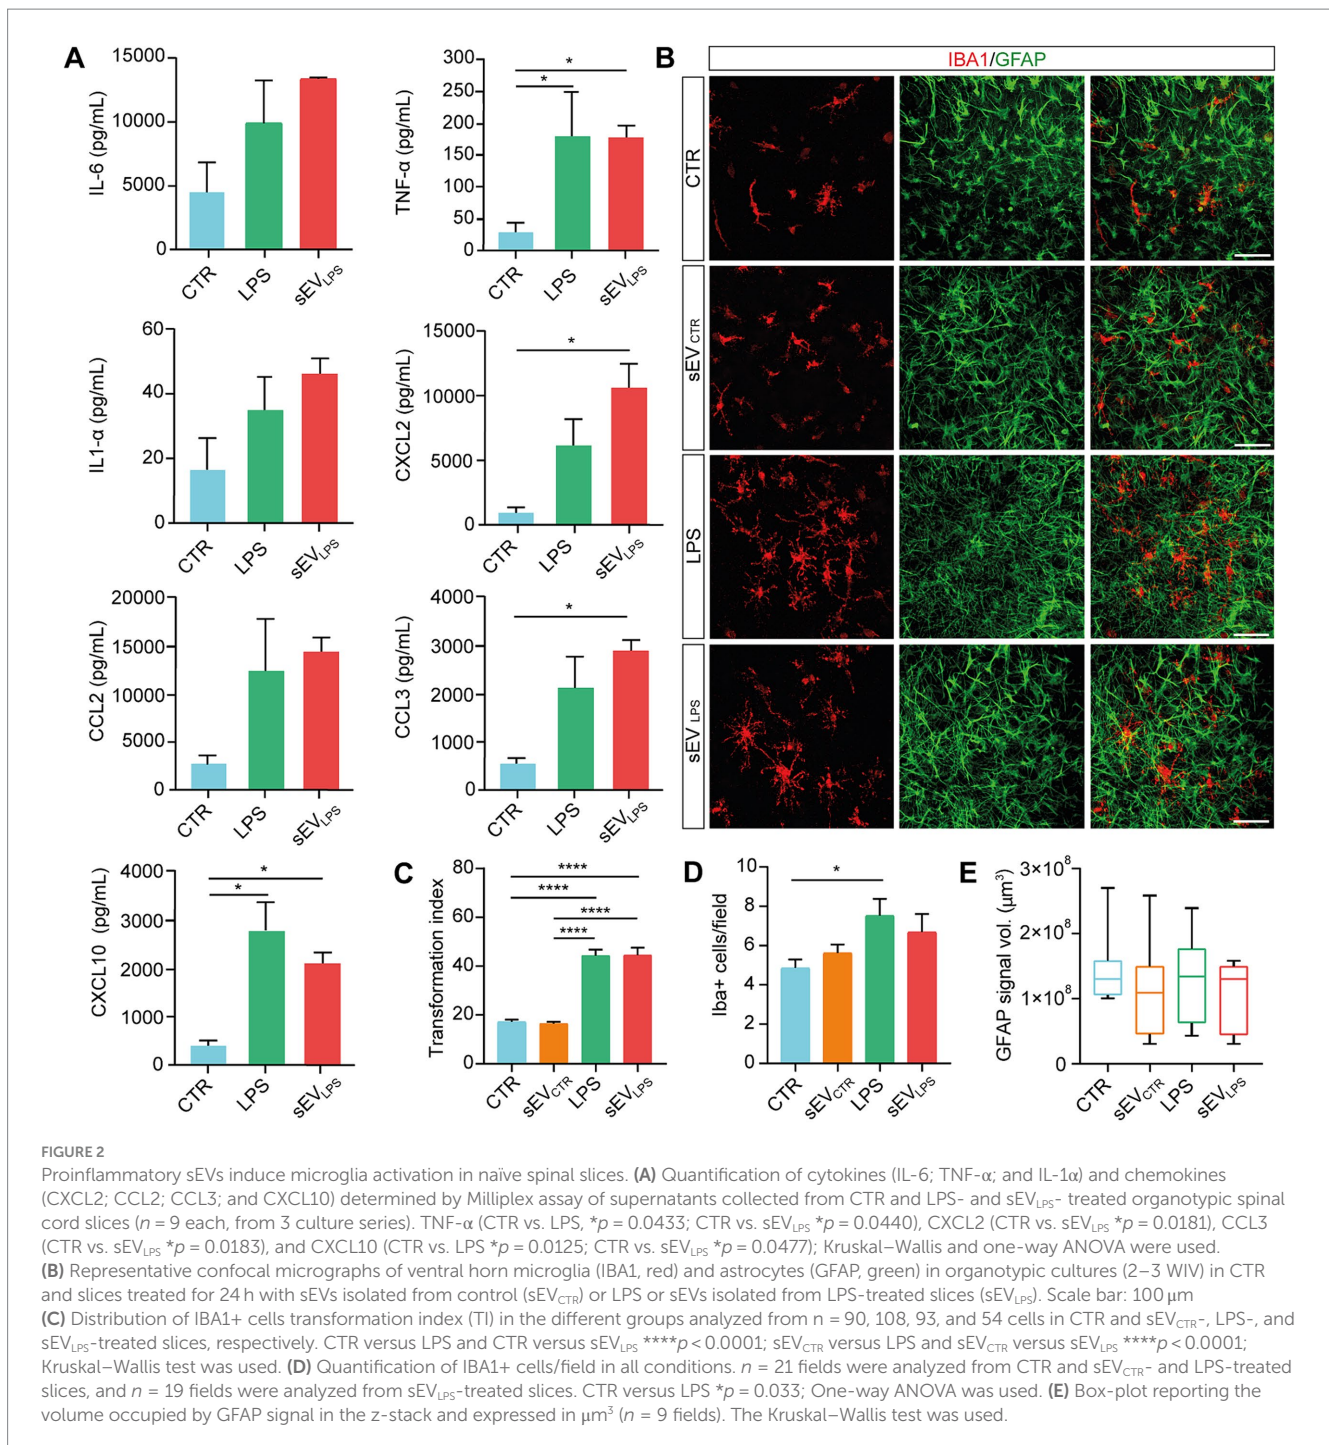 A
15000
10000
5000
0
IL-6 (pg/mL)
CTR
LPS
sEVLPS
300
250
200
150
100
50
0
TNF-α (pg/mL)
*
*
CTR
LPS
sEVLPS
60
40
20
0
IL1-α (pg/mL)
CTR
LPS
sEVLPS
15000
10000
5000
0
CXCL2 (pg/mL)
*
CTR
LPS
sEVLPS
20000
15000
10000
5000
0
CCL2 (pg/mL)
CTR
LPS
sEVLPS
4000
3000
2000
1000
0
CCL3 (pg/mL)
*
CTR
LPS
sEVLPS
4000
3000
2000
1000
0
CXCL10 (pg/mL)
*
*
CTR
LPS
sEVLPS
B
IBA1/GFAP
CTR
sEV CTR
LPS
sEV LPS
C
80
60
40
20
0
Transformation index
****
****
****
****
CTR
sEVCTR
LPS
sEVLPS
D
10
8
6
4
2
0
Iba+ cells/field
*
CTR
sEVCTR
LPS
sEVLPS
E
3×10⁸
2×10⁸
1×10⁸
0
GFAP signal vol. (μm³)
CTR
sEVCTR
LPS
sEVLPS
FIGURE 2
Proinflammatory sEVs induce microglia activation in naïve spinal slices. (A) Quantification of cytokines (IL-6; TNF-α; and IL-1α) and chemokines
(CXCL2; CCL2; CCL3; and CXCL10) determined by Milliplex assay of supernatants collected from CTR and LPS- and sEVLPS- treated organotypic spinal
cord slices (n = 9 each, from 3 culture series). TNF-α (CTR vs. LPS, *p = 0.0433; CTR vs. sEVLPS *p = 0.0440), CXCL2 (CTR vs. sEVLPS *p = 0.0181), CCL3
(CTR vs. sEVLPS *p = 0.0183), and CXCL10 (CTR vs. LPS *p = 0.0125; CTR vs. sEVLPS *p = 0.0477); Kruskal–Wallis and one-way ANOVA were used.
(B) Representative confocal micrographs of ventral horn microglia (IBA1, red) and astrocytes (GFAP, green) in organotypic cultures (2–3 WIV) in CTR
and slices treated for 24 h with sEVs isolated from control (sEVCTR) or LPS or sEVs isolated from LPS-treated slices (sEVLPS). Scale bar: 100 μm
(C) Distribution of IBA1+ cells transformation index (TI) in the different groups analyzed from n = 90, 108, 93, and 54 cells in CTR and sEVCTR-, LPS-, and
sEVLPS-treated slices, respectively. CTR versus LPS and CTR versus sEVLPS ****p < 0.0001; sEVCTR versus LPS and sEVCTR versus sEVLPS ****p < 0.0001;
Kruskal–Wallis test was used. (D) Quantification of IBA1+ cells/field in all conditions. n = 21 fields were analyzed from CTR and sEVCTR- and LPS-treated
slices, and n = 19 fields were analyzed from sEVLPS-treated slices. CTR versus LPS *p = 0.033; One-way ANOVA was used. (E) Box-plot reporting the
volume occupied by GFAP signal in the z-stack and expressed in μm³ (n = 9 fields). The Kruskal–Wallis test was used.